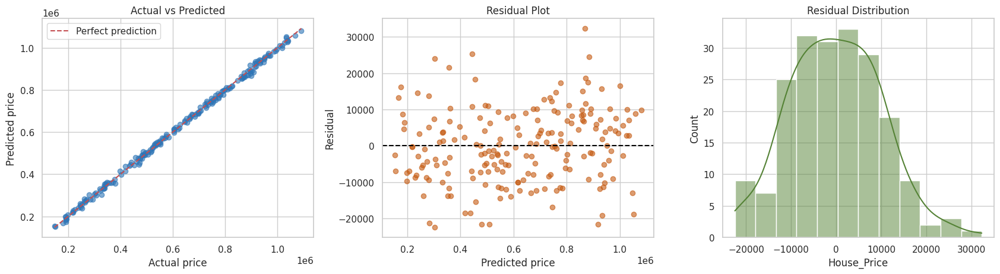 Actual vs Predicted
1e6
Perfect prediction
1.0
0.8
0.6
0.4
0.2
Predicted price
0.2 0.4 0.6 0.8 1.0
1e6
Actual price
Residual Plot
30000
20000
10000
0
−10000
−20000
Residual
0.2 0.4 0.6 0.8 1.0
1e6
Predicted price
Residual Distribution
30
25
20
15
10
5
0
Count
−20000 −10000 0 10000 20000 30000
House_Price